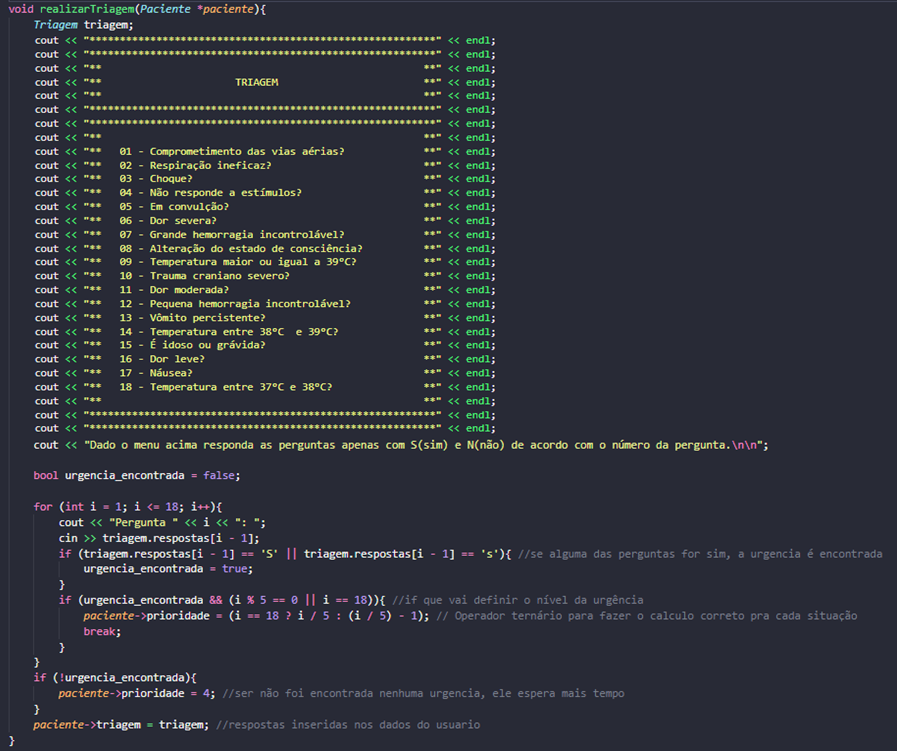 void realizarTriagem(Paciente *paciente){
    Triagem triagem;
    cout << "*********************************************************" << endl;
    cout << "*********************************************************" << endl;
    cout << "**                                                     **" << endl;
    cout << "**                      TRIAGEM                        **" << endl;
    cout << "**                                                     **" << endl;
    cout << "*********************************************************" << endl;
    cout << "*********************************************************" << endl;
    cout << "**                                                     **" << endl;
    cout << "**   01 - Comprometimento das vias aérias?             **" << endl;
    cout << "**   02 - Respiração ineficaz?                         **" << endl;
    cout << "**   03 - Choque?                                      **" << endl;
    cout << "**   04 - Não responde a estímulos?                    **" << endl;
    cout << "**   05 - Em convulção?                                **" << endl;
    cout << "**   06 - Dor severa?                                  **" << endl;
    cout << "**   07 - Grande hemorragia incontrolável?             **" << endl;
    cout << "**   08 - Alteração do estado de consciência?          **" << endl;
    cout << "**   09 - Temperatura maior ou igual a 39°C?           **" << endl;
    cout << "**   10 - Trauma craniano severo?                      **" << endl;
    cout << "**   11 - Dor moderada?                                **" << endl;
    cout << "**   12 - Pequena hemorragia incontrolável?            **" << endl;
    cout << "**   13 - Vômito percistente?                          **" << endl;
    cout << "**   14 - Temperatura entre 38°C  e 39°C?              **" << endl;
    cout << "**   15 - É idoso ou grávida?                          **" << endl;
    cout << "**   16 - Dor leve?                                    **" << endl;
    cout << "**   17 - Náusea?                                      **" << endl;
    cout << "**   18 - Temperatura entre 37°C e 38°C?               **" << endl;
    cout << "**                                                     **" << endl;
    cout << "*********************************************************" << endl;
    cout << "*********************************************************" << endl;
    cout << "Dado o menu acima responda as perguntas apenas com S(sim) e N(não) de acordo com o número da pergunta.\n\n";
    bool urgencia_encontrada = false;
    for (int i = 1; i <= 18; i++){
        cout << "Pergunta " << i << ": ";
        cin >> triagem.respostas[i - 1];
        if (triagem.respostas[i - 1] == 'S' || triagem.respostas[i - 1] == 's'){ //se alguma das perguntas for sim, a urgencia é encontrada
            urgencia_encontrada = true;
        }
        if (urgencia_encontrada && (i % 5 == 0 || i == 18)){ //if que vai definir o nível da urgência
            paciente->prioridade = (i == 18 ? i / 5 : (i / 5) - 1); // Operador ternário para fazer o calculo correto pra cada situação
            break;
        }
    }
    if (!urgencia_encontrada){
        paciente->prioridade = 4; //ser não foi encontrada nenhuma urgencia, ele espera mais tempo
    }
    paciente->triagem = triagem; //respostas inseridas nos dados do usuario
}